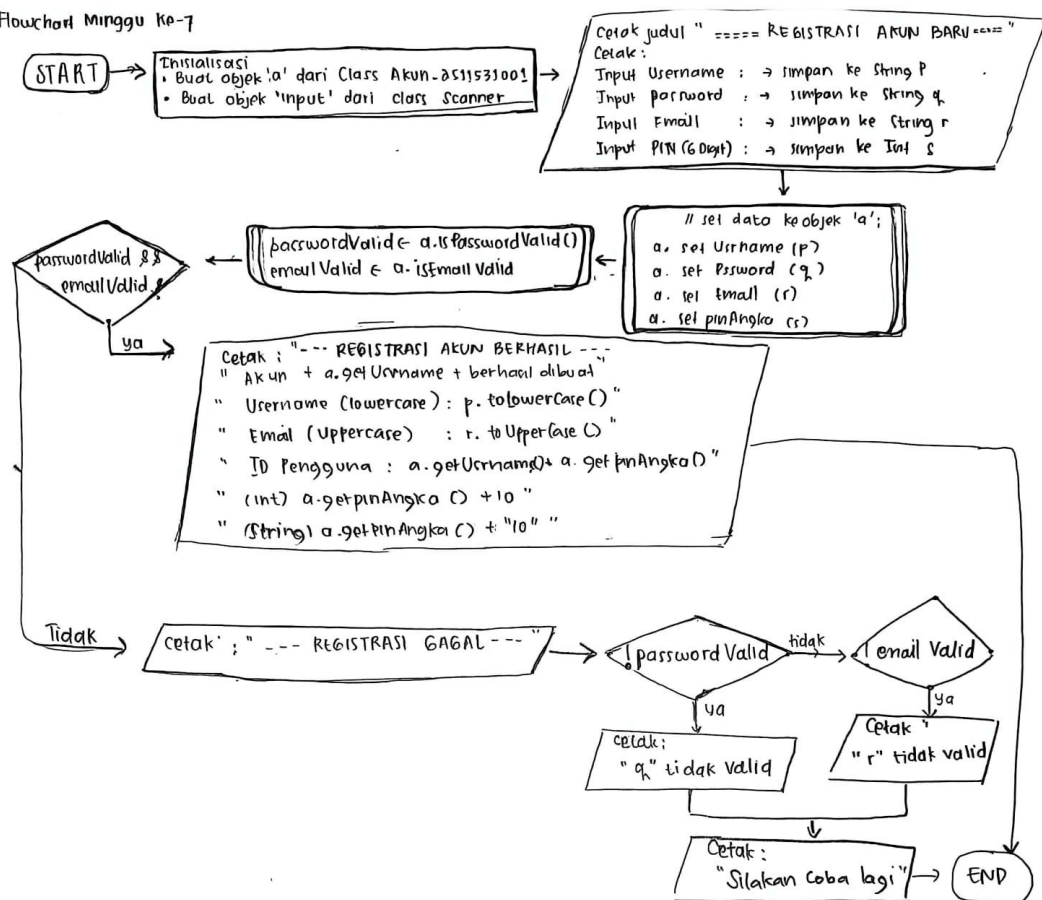 Flowchart Minggu Ke-7
START
Inisialisasi
• Buat objek 'a' dari Class Akun_2511531001
• Buat objek 'input' dari class Scanner
Cetak judul " ===== REGISTRASI AKUN BARU ===== "
Cetak :
Input Username : → simpan ke String p
Input password : → simpan ke String q
Input Email : → simpan ke String r
Input PIN (6 Digit) : → simpan ke Int s
// set data ke objek 'a';
a. set Usrname (p)
a. set Pssword (q)
a. set Email (r)
a. set pinAngka (s)
passwordValid ∈ a.isPasswordValid()
emailValid ∈ a.isEmailValid
passwordValid &&
emailValid
ya
Cetak : "--- REGISTRASI AKUN BERHASIL ---
" Akun + a.getUsrname + berhasil dibuat "
" Username (lowercase) : p. toLowerCase() "
" Email (Uppercase) : r. toUpperCase () "
" ID Pengguna : a.getUsrname()+ a. getpinAngka() "
" (int) a.getpinAngka () + 10 "
" (String) a.getpinAngka () + "10" "
Tidak
cetak : " --- REGISTRASI GAGAL --- "
! password Valid
tidak
! email Valid
ya
ya
cetak:
"q" tidak valid
Cetak "
"r" tidak valid
Cetak :
"Silakan coba lagi"
END